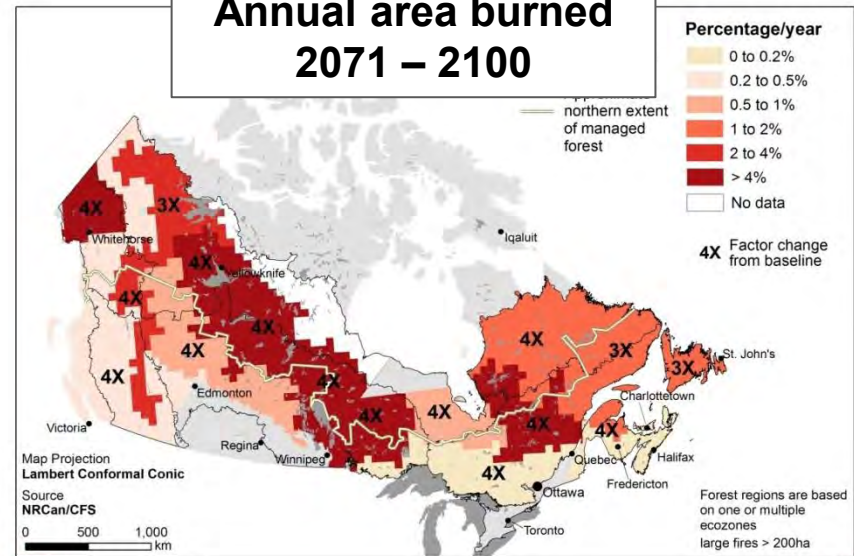 Annual area burned
2071 – 2100
Percentage/year
0 to 0.2%
0.2 to 0.5%
0.5 to 1%
1 to 2%
2 to 4%
> 4%
No data
4X Factor change
from baseline
northern extent
of managed
forest
4X
3X
Whitehorse
Iqaluit
4X
Yellowknife
4X
4X
4X
3X
4X
4X
3X
St. John's
4X
Edmonton
4X
4X
4X
Charlottetown
4X
4X
Victoria
Regina
Winnipeg
4X
Quebec
Halifax
Fredericton
Ottawa
Toronto
Map Projection
Lambert Conformal Conic
Source
NRCan/CFS
0 500 1,000
km
Forest regions are based
on one or multiple
ecozones
large fires > 200ha